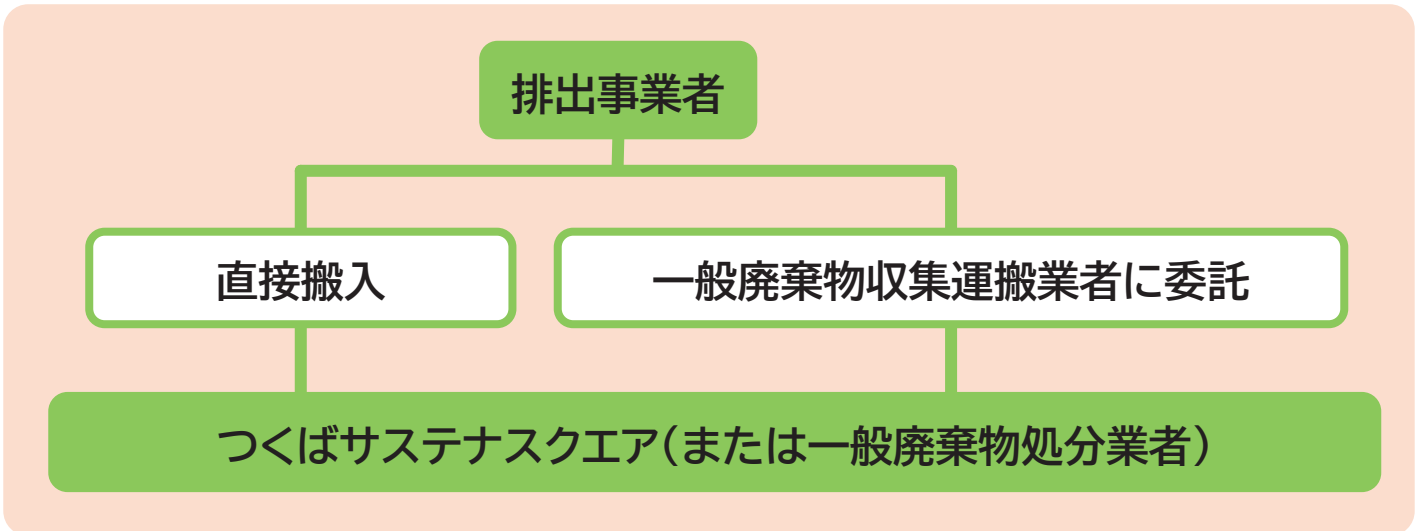 排出事業者
直接搬入
一般廃棄物収集運搬業者に委託
つくばサステナスクエア(または一般廃棄物処分業者)